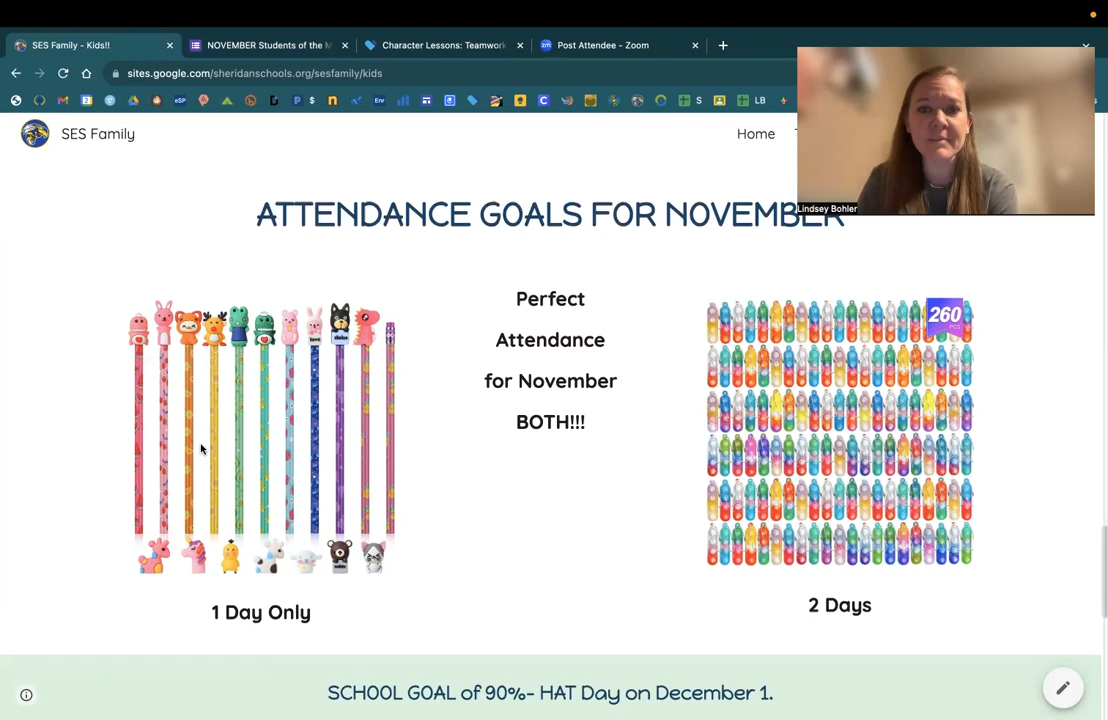 SES Family - Kids!!
NOVEMBER Students of the M
Character Lessons: Teamwork
Post Attendee - Zoom
sites.google.com/sheridanschools.org/sesfamily/kids
SES Family
Home
Lindsey Bohler
ATTENDANCE GOALS FOR NOVEMBER
Perfect
Attendance
for November
BOTH!!!
260
PCS
1 Day Only
2 Days
SCHOOL GOAL of 90%- HAT Day on December 1.